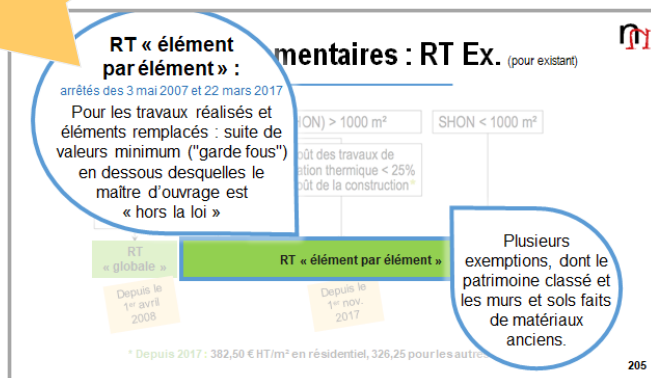 RT « élément
par élément » :
arrêtés des 3 mai 2007 et 22 mars 2017
Pour les travaux réalisés et
éléments remplacés : suite de
valeurs minimum ("garde fous")
en dessous desquelles le
maître d'ouvrage est
« hors la loi »
mentaires : RT Ex. (pour existant)
ON) > 1000 m²
SHON < 1000 m²
oût des travaux de
ation thermique < 25%
oût de la construction*
RT
« globale »
RT « élément par élément »
Depuis le
1er avril
2008
Depuis le
1er nov.
2017
Plusieurs
exemptions, dont le
patrimoine classé et
les murs et sols faits
de matériaux
anciens.
* Depuis 2017 : 382,50 € HT/m² en résidentiel, 326,25 pour les autre
205